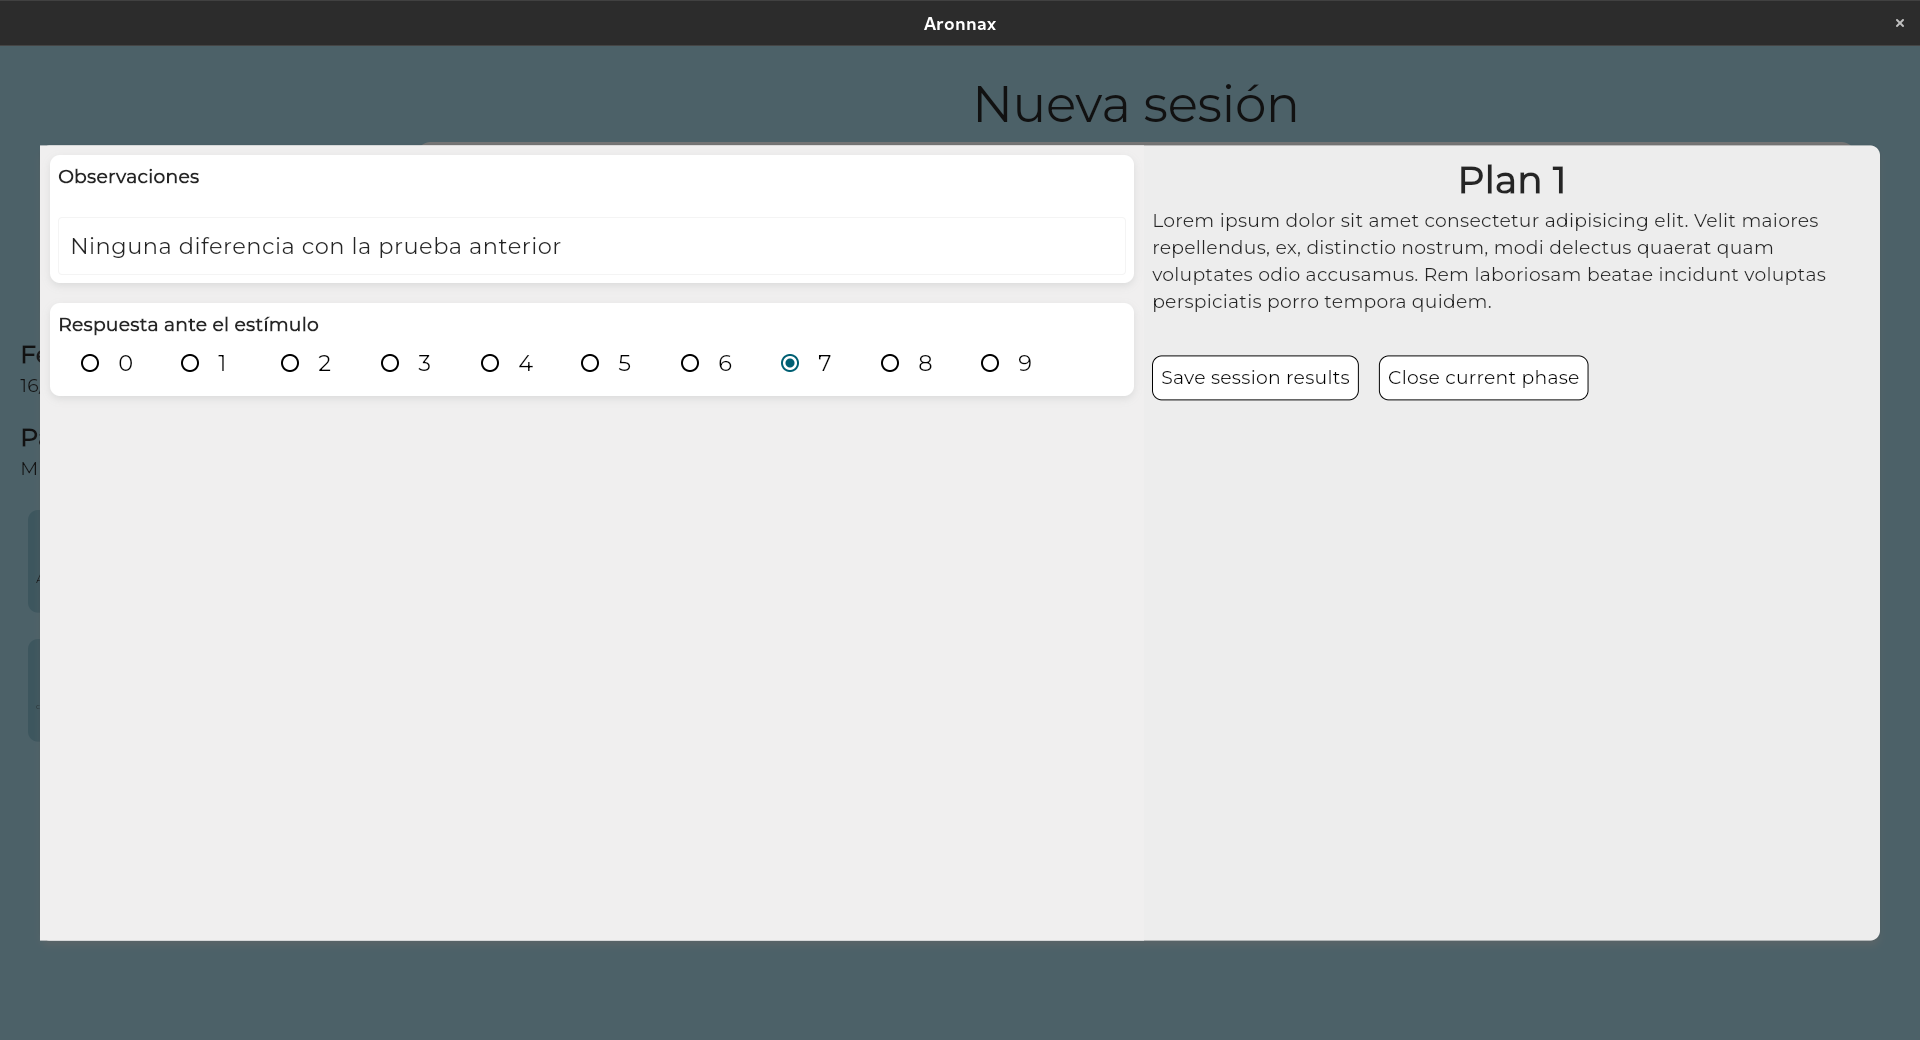 Aronnax
Nueva sesión
Observaciones
Ninguna diferencia con la prueba anterior
Respuesta ante el estímulo
0 1 2 3 4 5 6 7 8 9
Plan 1
Lorem ipsum dolor sit amet consectetur adipisicing elit. Velit maiores
repellendus, ex, distinctio nostrum, modi delectus quaerat quam
voluptates odio accusamus. Rem laboriosam beatae incidunt voluptas
perspiciatis porro tempora quidem.
Save session results
Close current phase